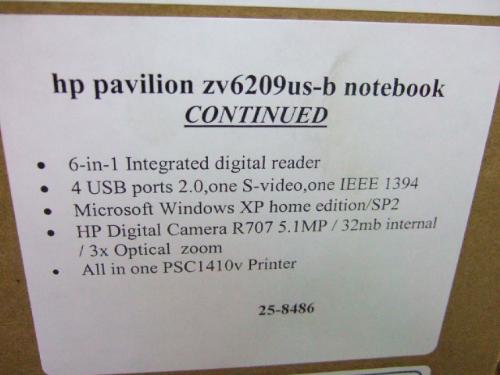 hp pavilion zv6209us-b notebook
CONTINUED
• 6-in-1 Integrated digital reader
• 4 USB ports 2.0,one S-video,one IEEE 1394
• Microsoft Windows XP home edition/SP2
• HP Digital Camera R707 5.1MP / 32mb internal
/ 3x Optical zoom
• All in one PSC1410v Printer
25-8486